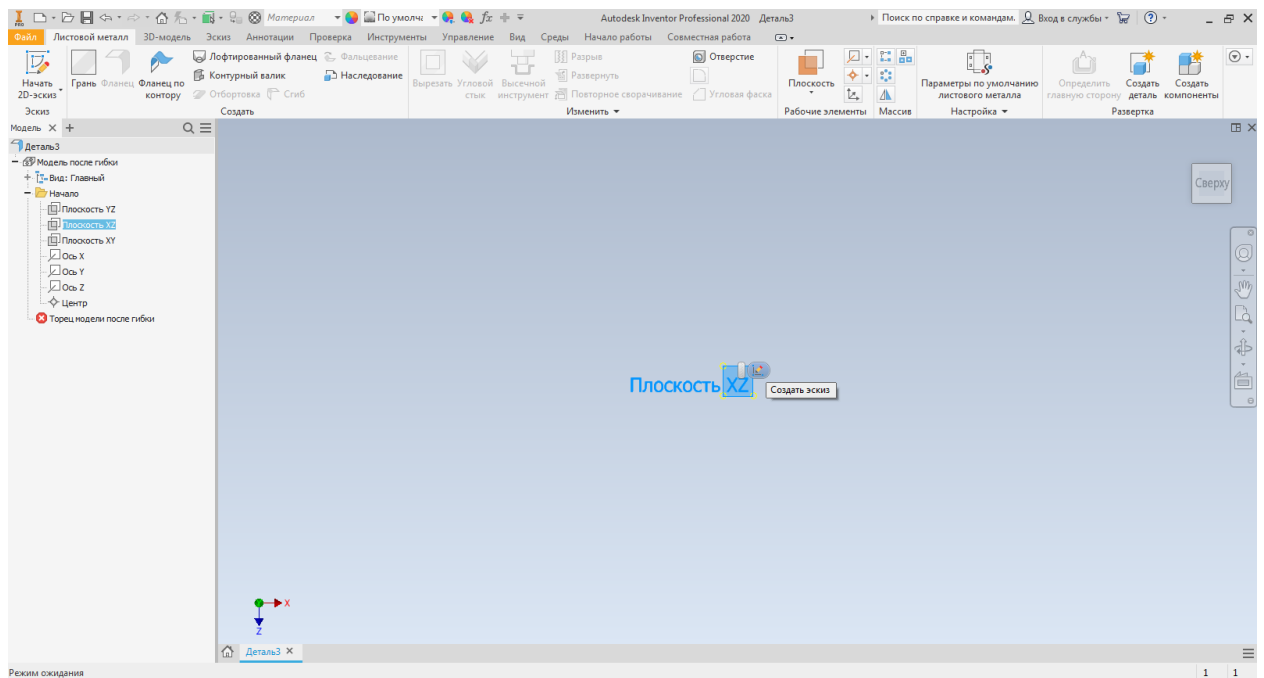 PRO Материал По умолч fx Autodesk Inventor Professional 2020 Деталь3 Поиск по справке и командам. Вход в службы
Файл Листовой металл 3D-модель Эскиз Аннотации Проверка Инструменты Управление Вид Среды Начало работы Совместная работа
Начать 2D-эскиз
Грань Фланец Фланец по контору
Лофтированный фланец Фальцевание
Контурный валик Наследование
Отбортовка Сгиб
Вырезать Угловой стык Высечной инструмент
Разрыв
Развернуть
Повторное сворачивание
Отверстие
Угловая фаска
Плоскость
Параметры по умолчанию листового металла
Определить главную сторону
Создать деталь
Создать компоненты
Эскиз Создать Изменить Рабочие элементы Массив Настройка Развертка
Модель × +
Деталь3
Модель после гибки
Вид: Главный
Начало
Плоскость YZ
Плоскость XZ
Плоскость XY
Ось X
Ось Y
Ось Z
Центр
Торец модели после гибки
Сверху
Плоскость XZ
Создать эскиз
X
Z
Деталь3 ×
Режим ожидания 1 1